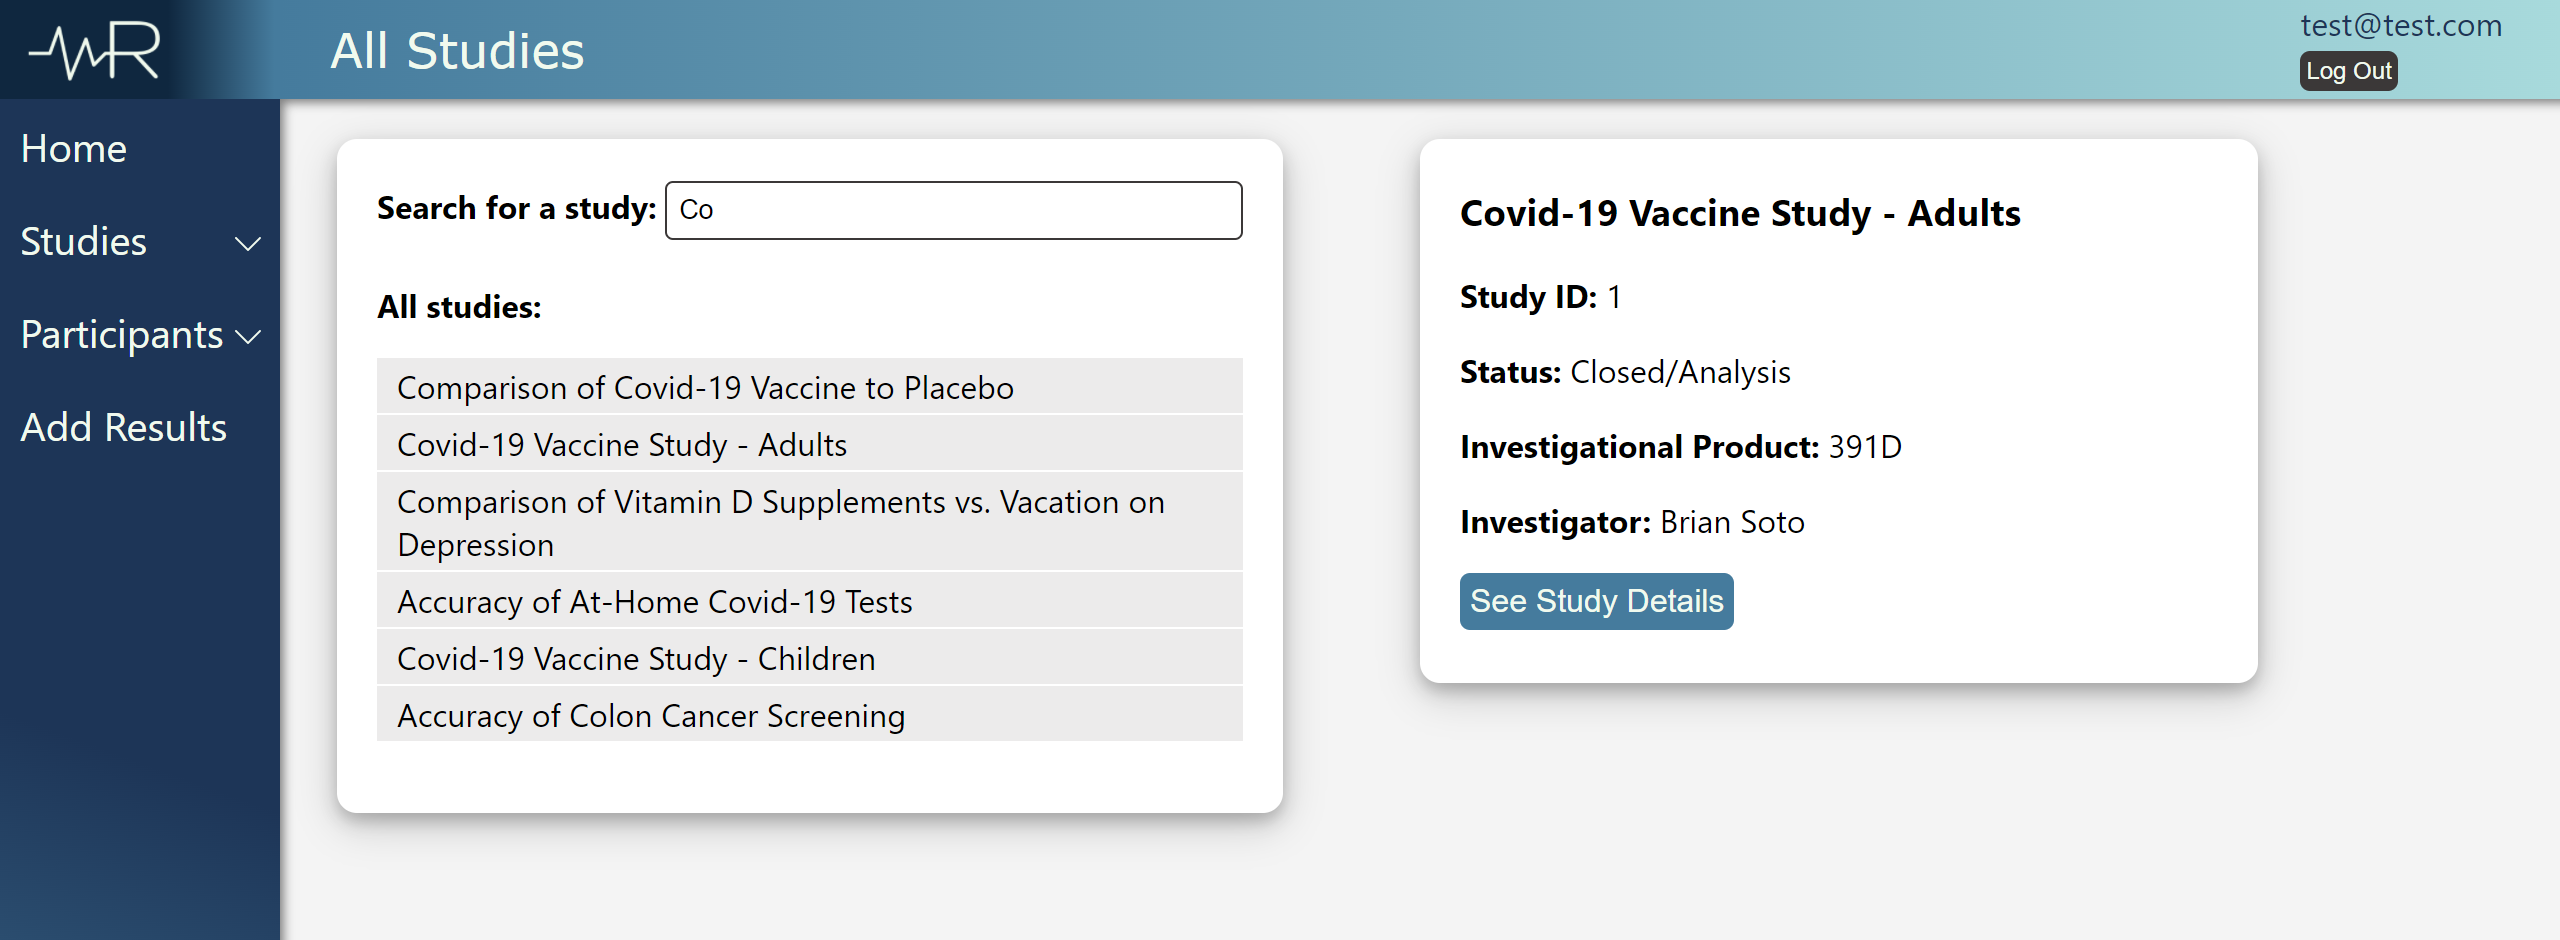 WR
All Studies
test@test.com
Log Out
Home
Studies
Participants
Add Results
Search for a study: Co
All studies:
Comparison of Covid-19 Vaccine to Placebo
Covid-19 Vaccine Study - Adults
Comparison of Vitamin D Supplements vs. Vacation on
Depression
Accuracy of At-Home Covid-19 Tests
Covid-19 Vaccine Study - Children
Accuracy of Colon Cancer Screening
Covid-19 Vaccine Study - Adults
Study ID: 1
Status: Closed/Analysis
Investigational Product: 391D
Investigator: Brian Soto
See Study Details